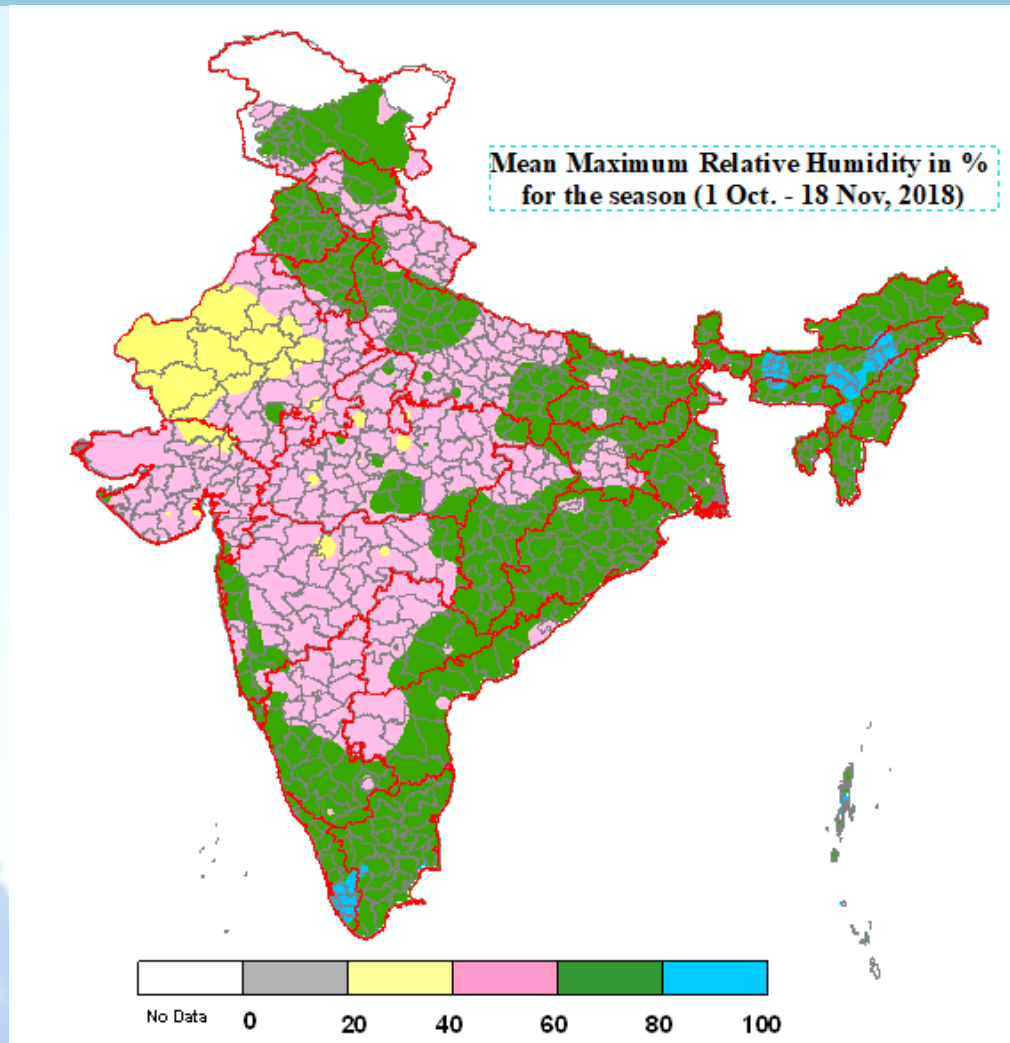 Mean Maximum Relative Humidity in %
for the season (1 Oct. - 18 Nov, 2018)
No Data 0 20 40 60 80 100